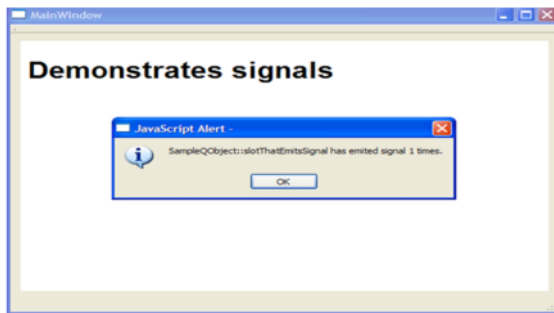 MainWindow
Demonstrates signals
JavaScript Alert -
SampleQObject::slotThatEmitsSignal has emited signal 1 times.
OK